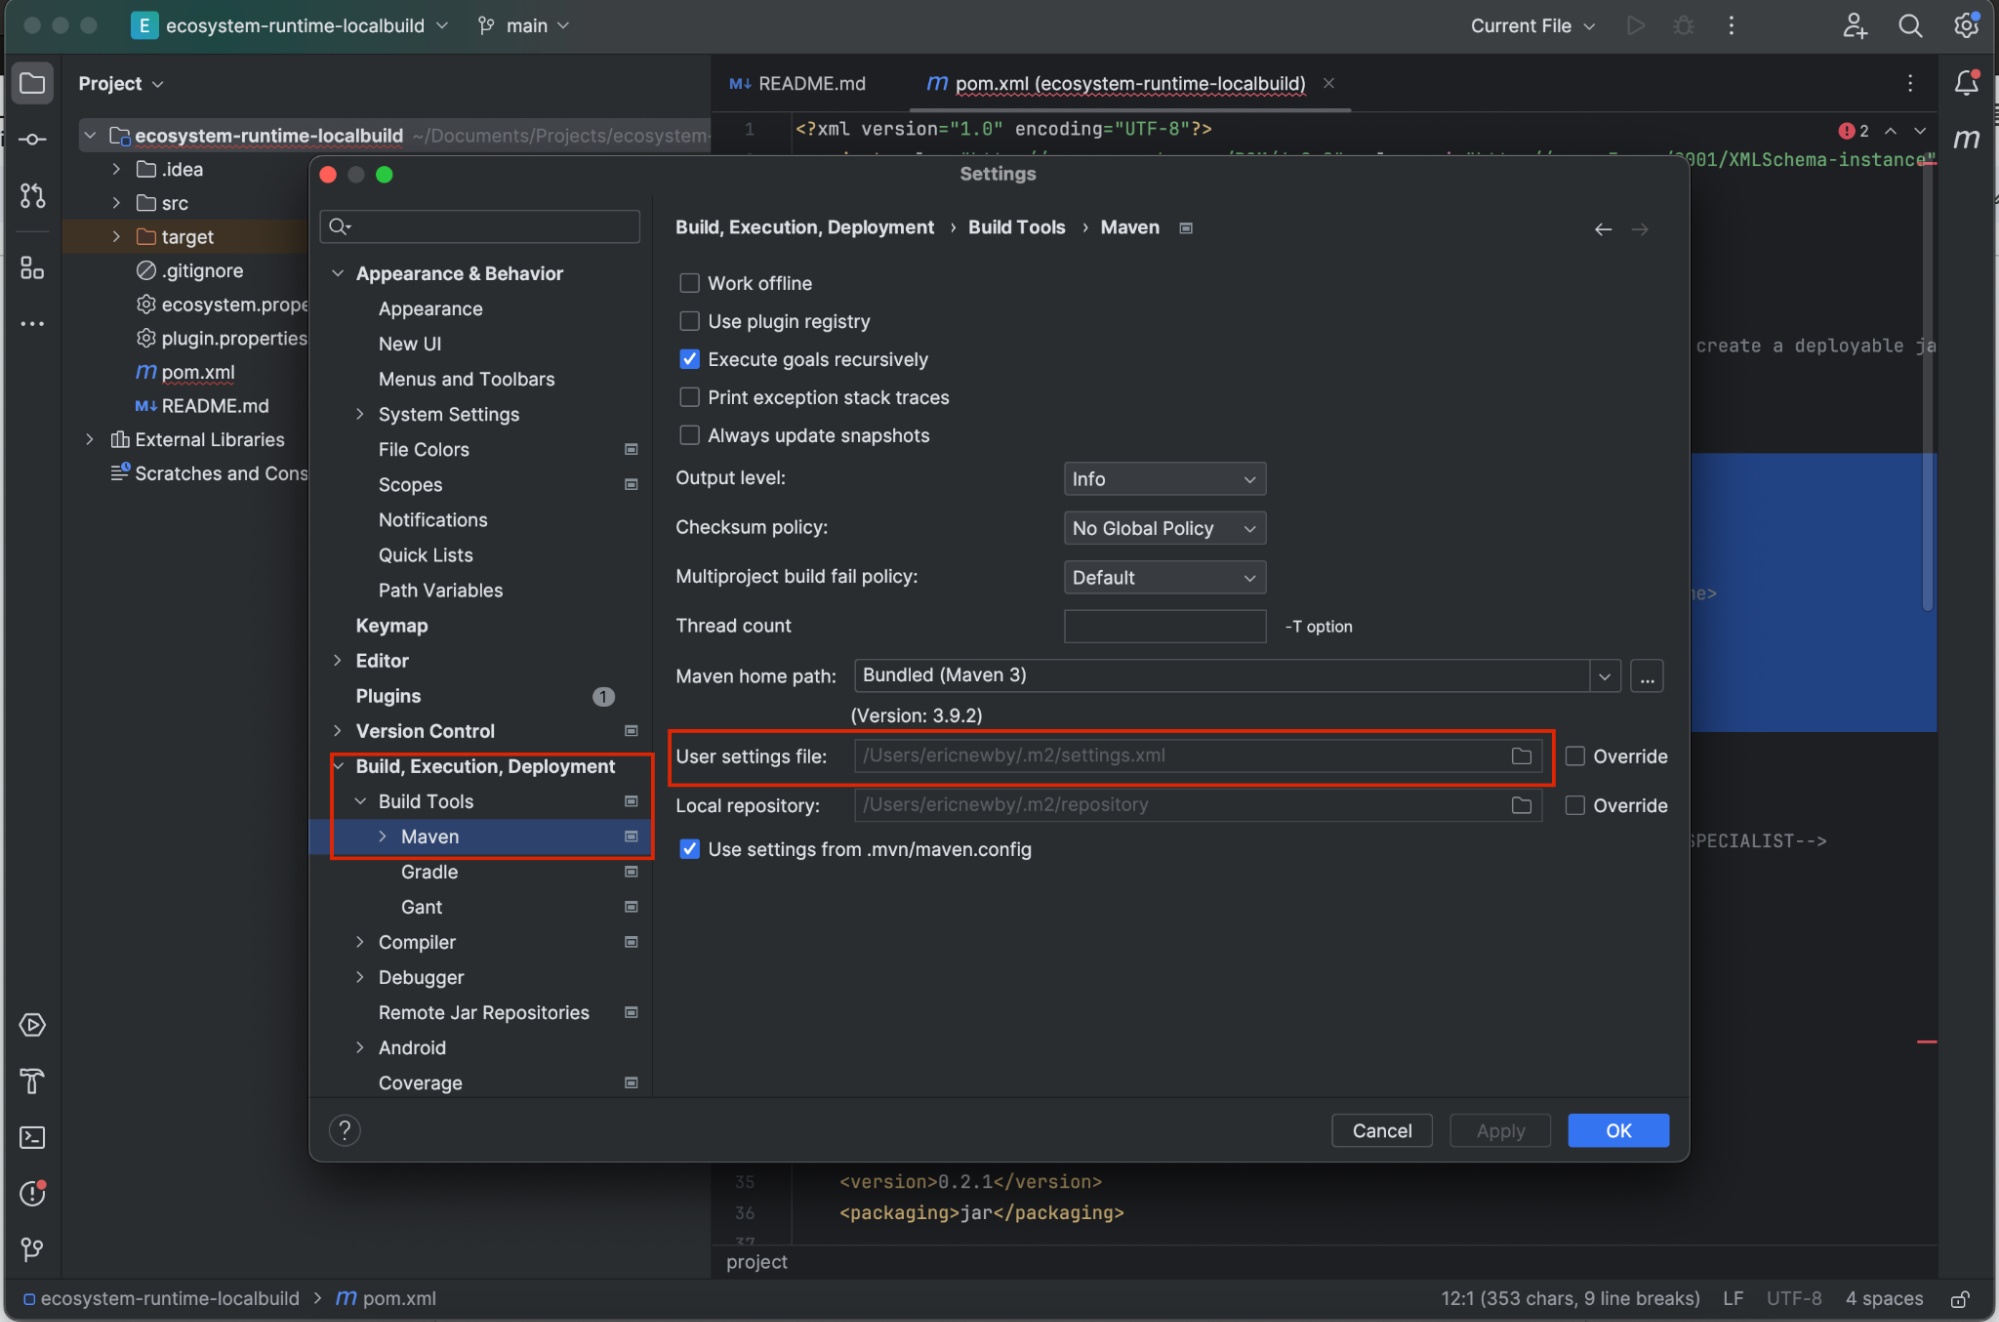 E ecosystem-runtime-localbuild main Current File
Project
README.md
pom.xml (ecosystem-runtime-localbuild)
ecosystem-runtime-localbuild ~/Documents/Projects/ecosystem-
.idea
src
target
.gitignore
ecosystem.prope
plugin.properties
pom.xml
README.md
External Libraries
Scratches and Cons
1 <?xml version="1.0" encoding="UTF-8"?>
2
001/XMLSchema-instance"
create a deployable ja
ne>
SPECIALIST-->
Settings
Appearance & Behavior
Appearance
New UI
Menus and Toolbars
System Settings
File Colors
Scopes
Notifications
Quick Lists
Path Variables
Keymap
Editor
Plugins 1
Version Control
Build, Execution, Deployment
Build Tools
Maven
Gradle
Gant
Compiler
Debugger
Remote Jar Repositories
Android
Coverage
Build, Execution, Deployment › Build Tools › Maven
Work offline
Use plugin registry
Execute goals recursively
Print exception stack traces
Always update snapshots
Output level: Info
Checksum policy: No Global Policy
Multiproject build fail policy: Default
Thread count -T option
Maven home path: Bundled (Maven 3) ...
(Version: 3.9.2)
User settings file: /Users/ericnewby/.m2/settings.xml Override
Local repository: /Users/ericnewby/.m2/repository Override
Use settings from .mvn/maven.config
? Cancel Apply OK
35 <version>0.2.1</version>
36 <packaging>jar</packaging>
37
project
ecosystem-runtime-localbuild > m pom.xml
12:1 (353 chars, 9 line breaks) LF UTF-8 4 spaces